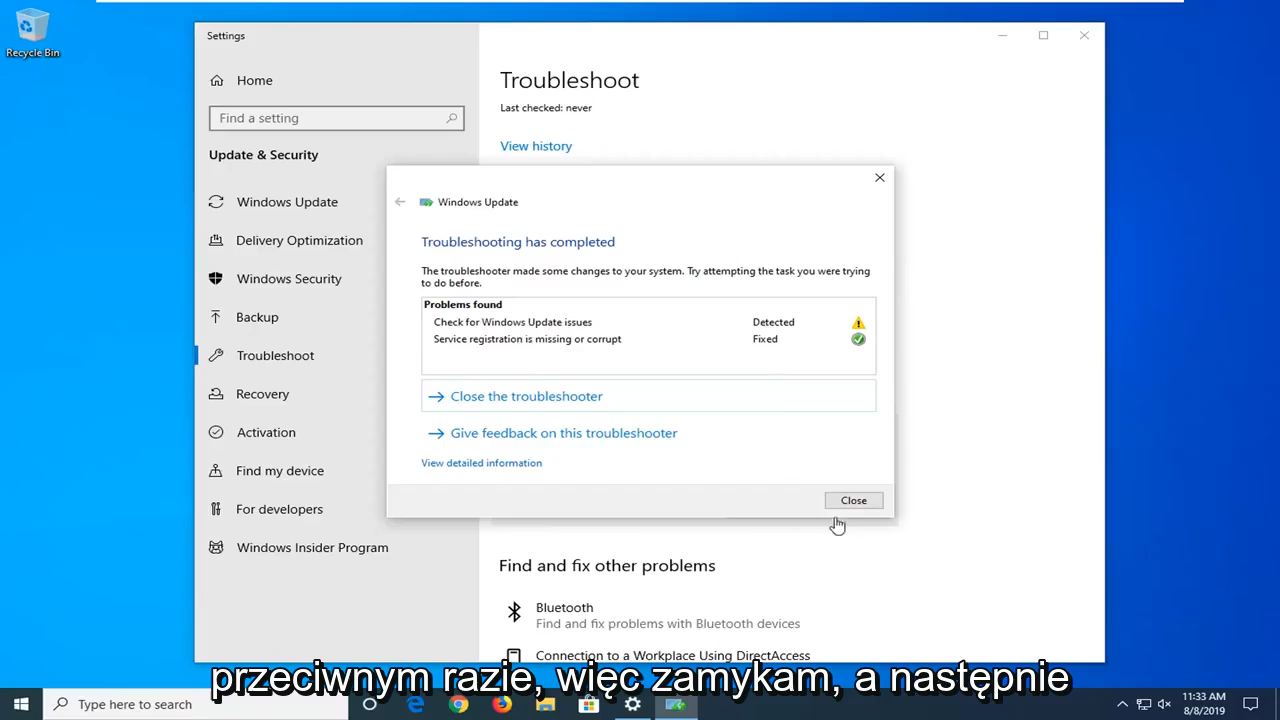 Recycle Bin
Settings
Home
Find a setting
Update & Security
Windows Update
Delivery Optimization
Windows Security
Backup
Troubleshoot
Recovery
Activation
Find my device
For developers
Windows Insider Program
Troubleshoot
Last checked: never
View history
Windows Update
Troubleshooting has completed
The troubleshooter made some changes to your system. Try attempting the task you were trying
to do before.
Problems found
Check for Windows Update issues Detected
Service registration is missing or corrupt Fixed
Close the troubleshooter
Give feedback on this troubleshooter
View detailed information
Close
Find and fix other problems
Bluetooth
Find and fix problems with Bluetooth devices
Connection to a Workplace Using DirectAccess
przeciwnym razie, więc zamykam, a następnie
Type here to search
11:33 AM
8/8/2019